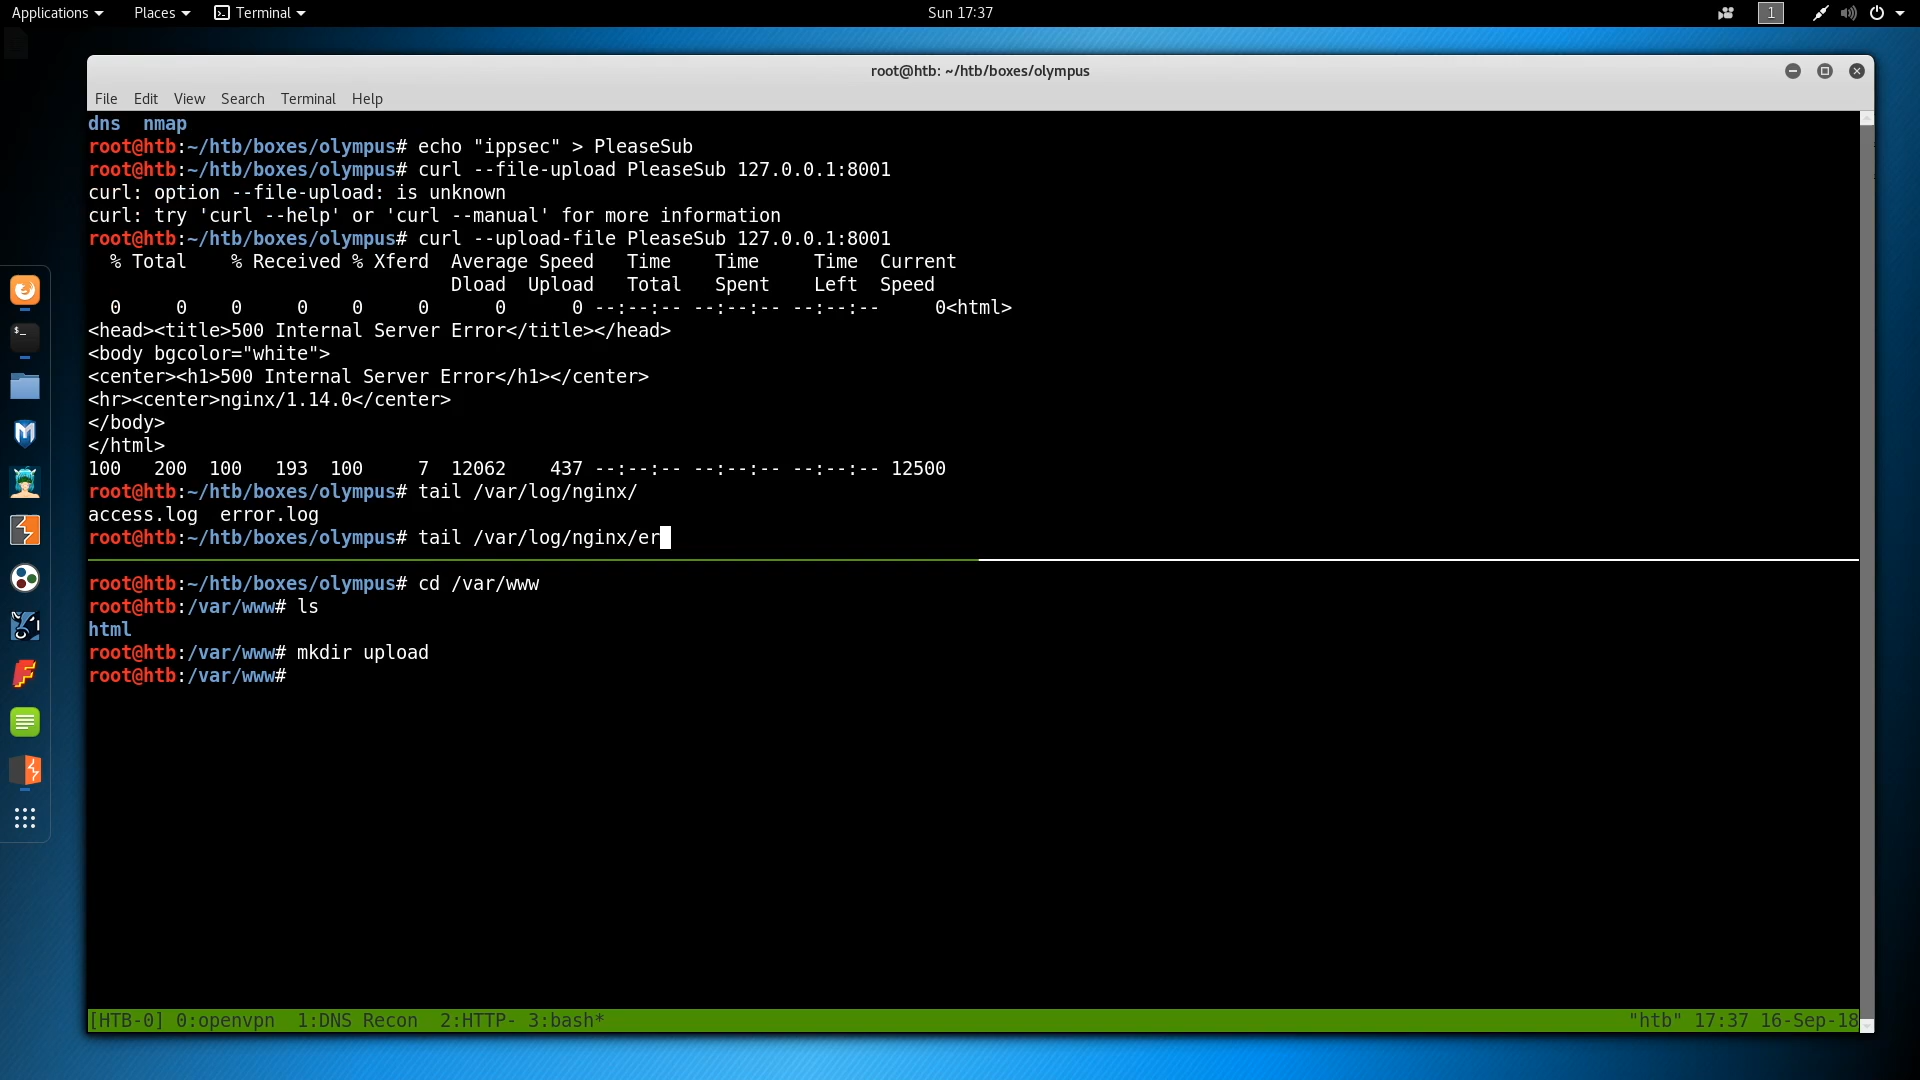 Applications Places Terminal Sun 17:37 1
root@htb: ~/htb/boxes/olympus
File Edit View Search Terminal Help
dns  nmap
root@htb:~/htb/boxes/olympus# echo "ippsec" > PleaseSub
root@htb:~/htb/boxes/olympus# curl --file-upload PleaseSub 127.0.0.1:8001
curl: option --file-upload: is unknown
curl: try 'curl --help' or 'curl --manual' for more information
root@htb:~/htb/boxes/olympus# curl --upload-file PleaseSub 127.0.0.1:8001
  % Total    % Received % Xferd  Average Speed   Time    Time     Time  Current
                                 Dload  Upload   Total   Spent    Left  Speed
  0     0    0     0    0     0      0      0 --:--:-- --:--:-- --:--:--     0<html>
<head><title>500 Internal Server Error</title></head>
<body bgcolor="white">
<center><h1>500 Internal Server Error</h1></center>
<hr><center>nginx/1.14.0</center>
</body>
</html>
100   200  100   193  100     7  12062    437 --:--:-- --:--:-- --:--:-- 12500
root@htb:~/htb/boxes/olympus# tail /var/log/nginx/
access.log  error.log
root@htb:~/htb/boxes/olympus# tail /var/log/nginx/er
root@htb:~/htb/boxes/olympus# cd /var/www
root@htb:/var/www# ls
html
root@htb:/var/www# mkdir upload
root@htb:/var/www#
[HTB-0] 0:openvpn  1:DNS Recon  2:HTTP- 3:bash* "htb" 17:37 16-Sep-18